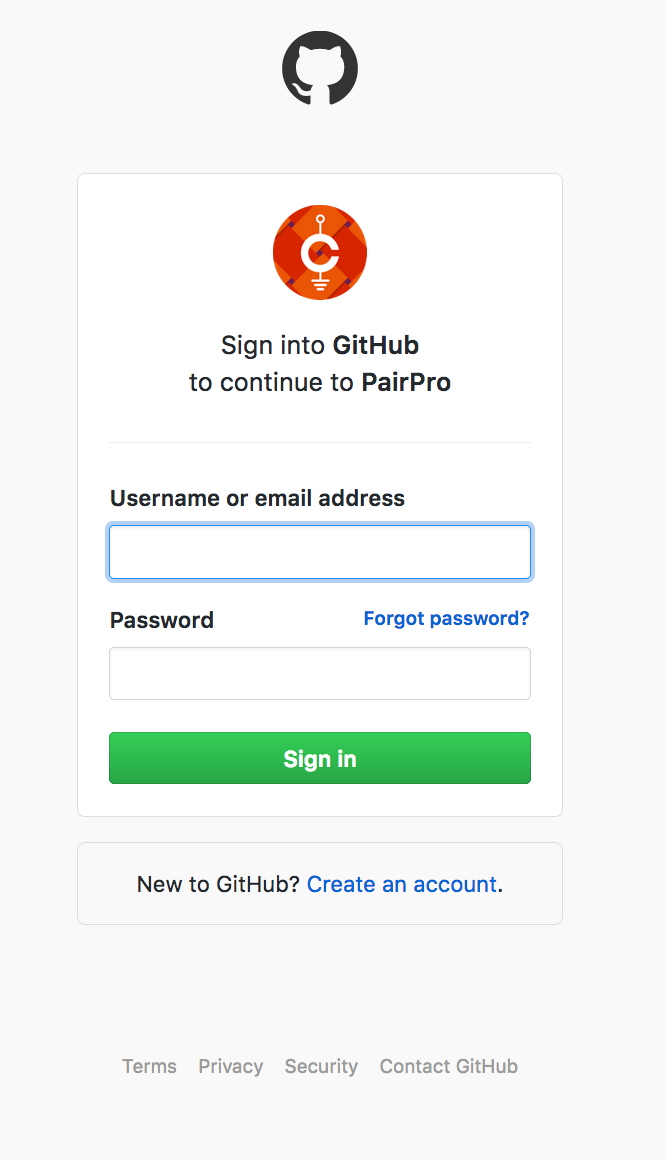 Sign into GitHub
to continue to PairPro
Username or email address
Password Forgot password?
Sign in
New to GitHub? Create an account.
Terms Privacy Security Contact GitHub